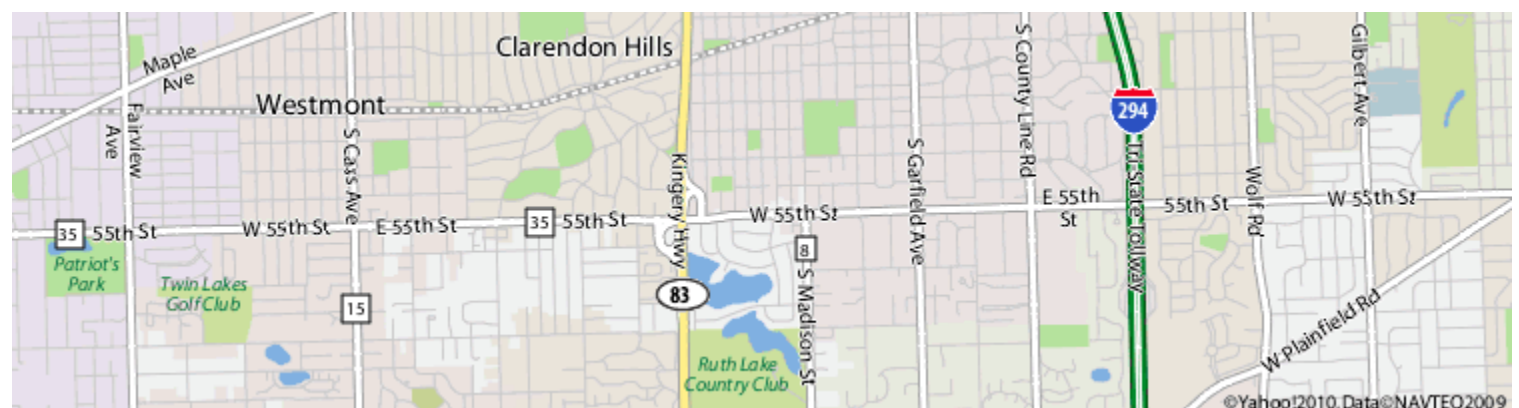 Clarendon Hills
Maple
Ave
Westmont
Fairview
Ave
S Cass Ave
Kingery Hwy
S Garfield Ave
S County Line Rd
294
Tri State Tollway
Wolf Rd
Gilbert Ave
35
55th St
W 55th St
E 55th St
35
55th St
W 55th St
E 55th
St
55th St
W 55th St
8
S Madison St
Patriot's
Park
Twin Lakes
Golf Club
15
83
Ruth Lake
Country Club
W Plainfield Rd
©Yahoo!2010, Data©NAVTEQ2009